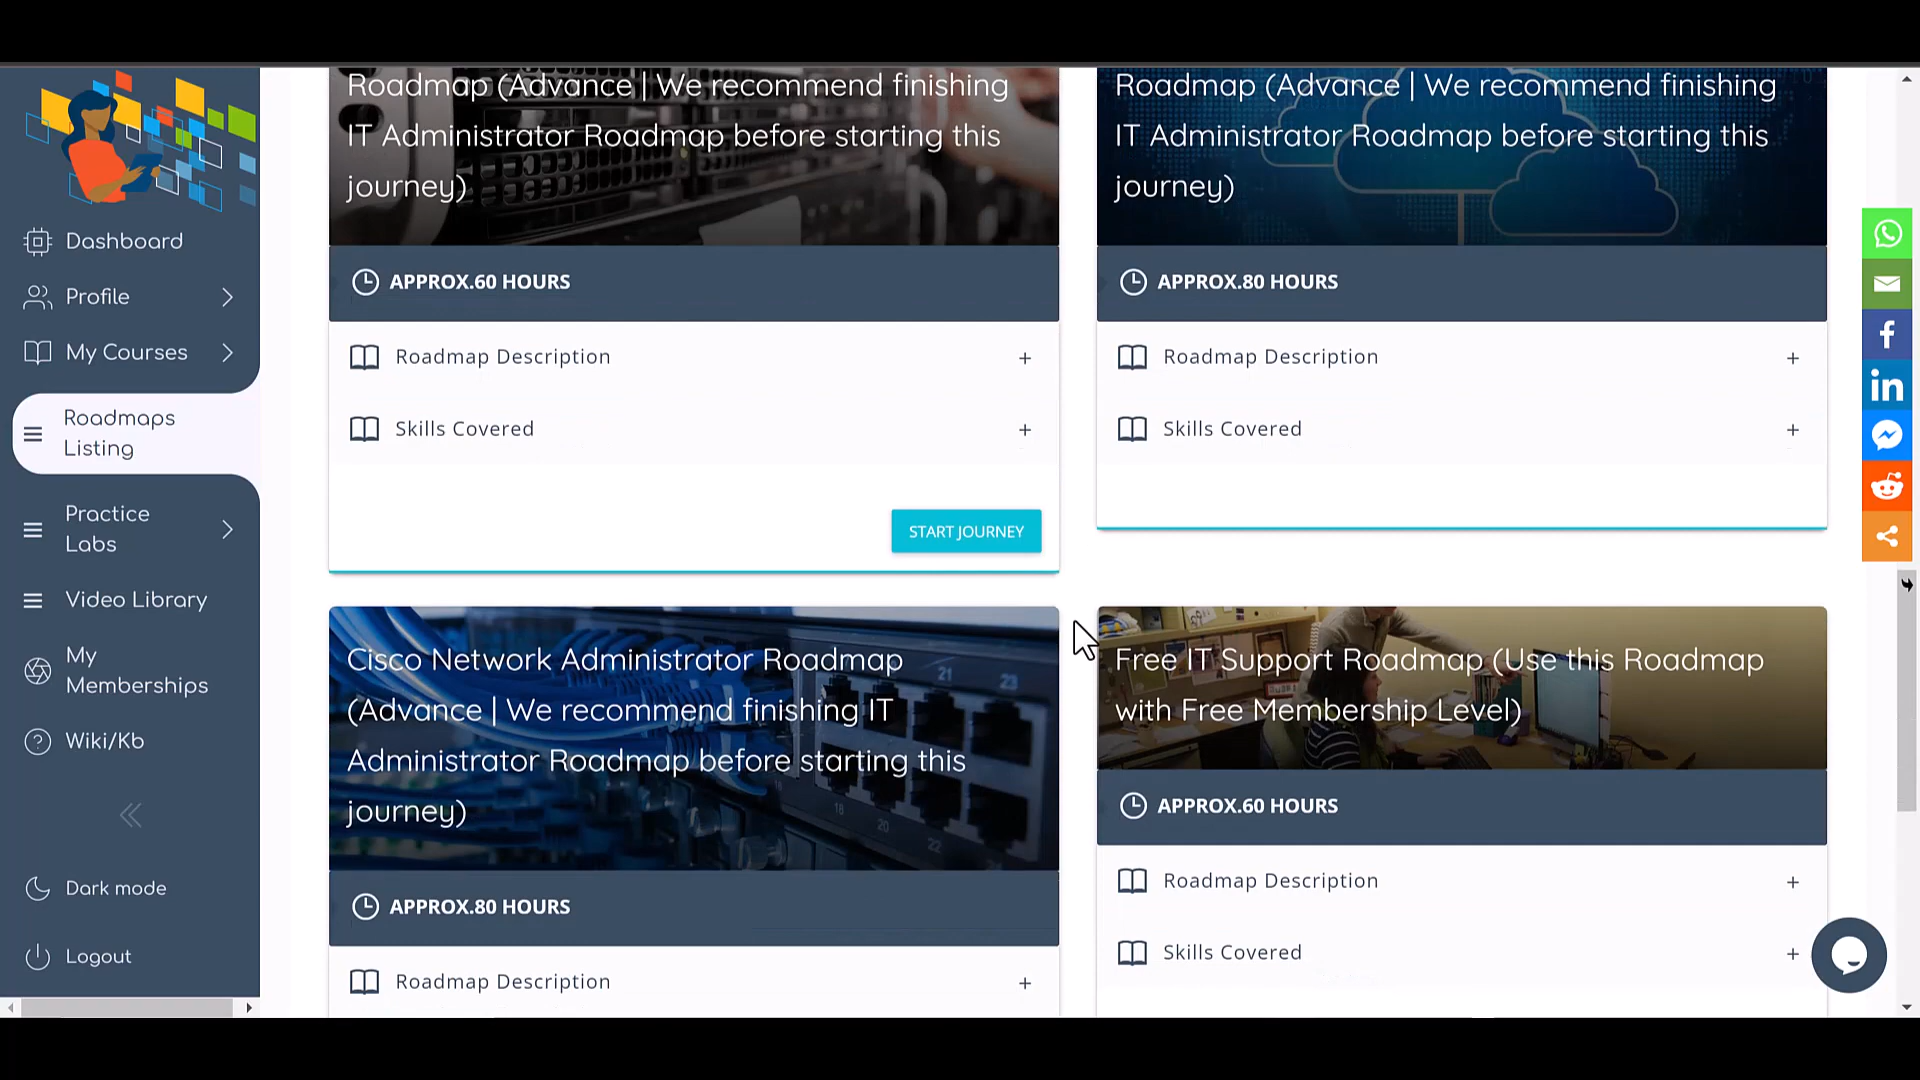 Dashboard
Profile
My Courses
Roadmaps
Listing
Practice
Labs
Video Library
My
Memberships
Wiki/Kb
Dark mode
Logout
Roadmap (Advance | We recommend finishing
IT Administrator Roadmap before starting this
journey)
APPROX.60 HOURS
Roadmap Description
+
Skills Covered
+
START JOURNEY
Roadmap (Advance | We recommend finishing
IT Administrator Roadmap before starting this
journey)
APPROX.80 HOURS
Roadmap Description
+
Skills Covered
+
Cisco Network Administrator Roadmap
(Advance | We recommend finishing IT
Administrator Roadmap before starting this
journey)
21
23
18
20
22
APPROX.80 HOURS
Roadmap Description
+
Free IT Support Roadmap (Use this Roadmap
with Free Membership Level)
APPROX.60 HOURS
Roadmap Description
+
Skills Covered
+